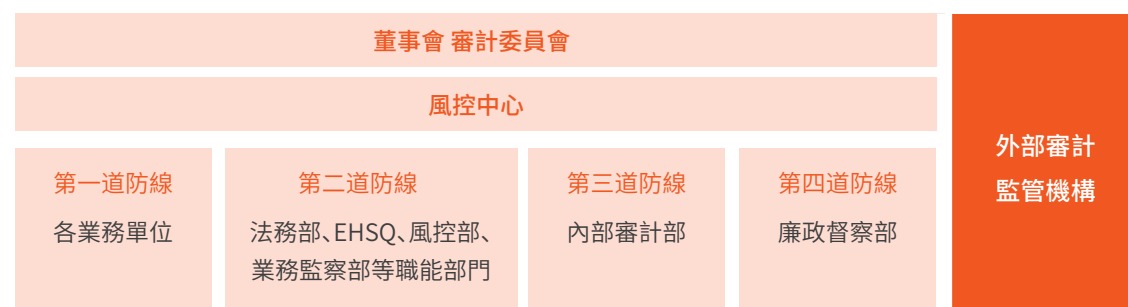 董事會 審計委員會
風控中心
第一道防線
各業務單位
第二道防線
法務部、EHSQ、風控部、
業務監察部等職能部門
第三道防線
內部審計部
第四道防線
廉政督察部
外部審計
監管機構